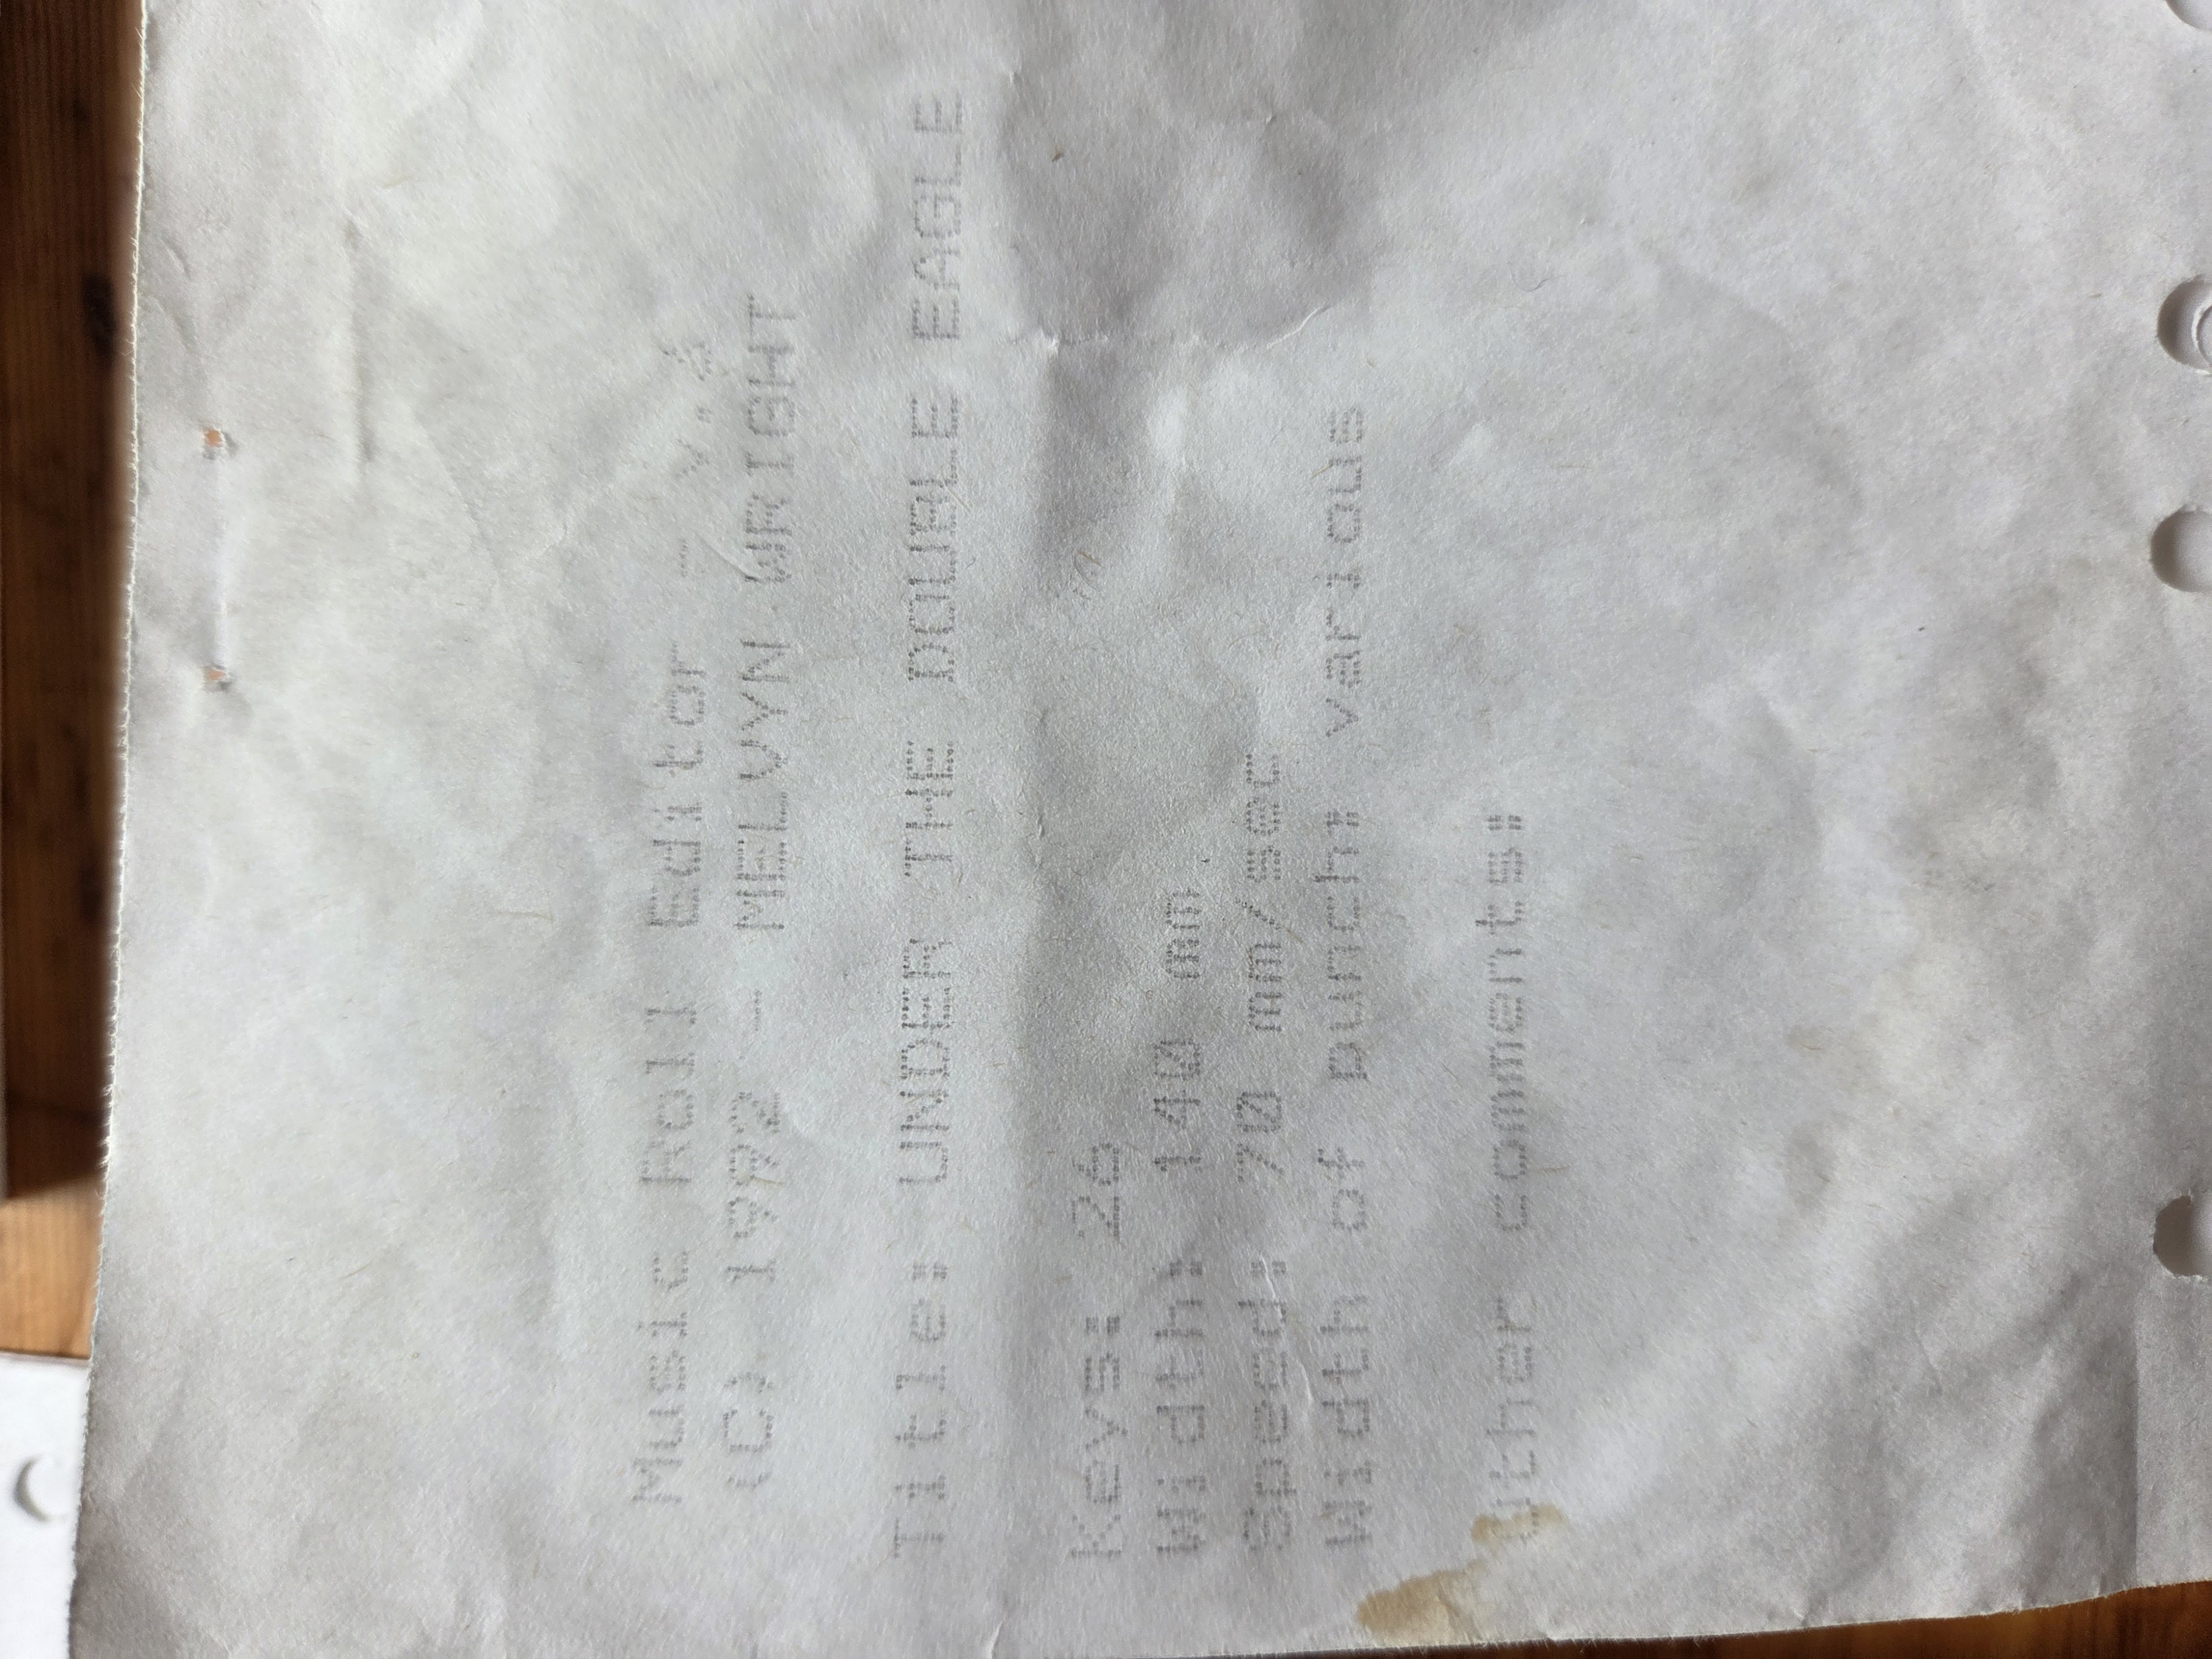 Music Roll Editor -
(C) 1992 - MELVYN WRIGHT
Title: UNDER THE DOUBLE EAGLE
Keys: 26
Width: 140 mm
Speed: 70 mm/sec
Width of punch: various
Other comments: